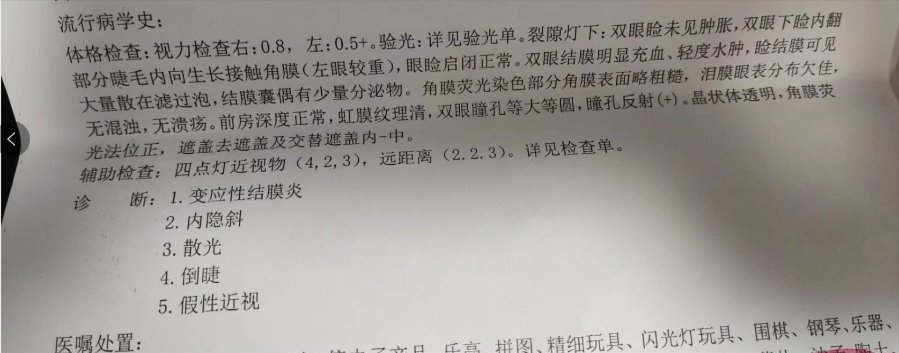 流行病学史：
体格检查：视力检查右：0.8，左：0.5+。验光：详见验光单。裂隙灯下：双眼睑未见肿胀，双眼下睑内翻
部分睫毛内向生长接触角膜（左眼较重），眼睑启闭正常。双眼结膜明显充血、轻度水肿，睑结膜可见
大量散在滤过泡，结膜囊偶有少量分泌物。角膜荧光染色部分角膜表面略粗糙，泪膜眼表分布欠佳，
无混浊，无溃疡。前房深度正常，虹膜纹理清，双眼瞳孔等大等圆，瞳孔反射(+)。晶状体透明，角膜荧
光法位正，遮盖去遮盖及交替遮盖内-中。
辅助检查：四点灯近视物（4,2,3），远距离（2.2.3）。详见检查单。
诊 断：1.变应性结膜炎
2.内隐斜
3.散光
4.倒睫
5.假性近视
医嘱处置：
乐高、拼图、精细玩具、闪光灯玩具、围棋、钢琴、乐器、